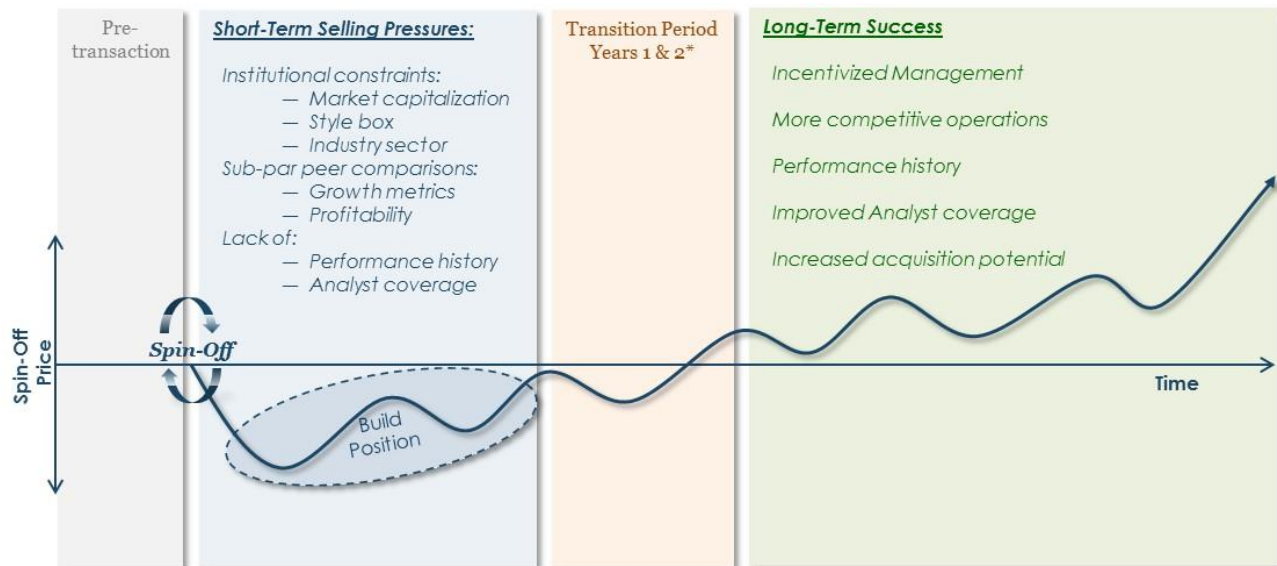 Pre-
transaction
Short-Term Selling Pressures:
Institutional constraints:
— Market capitalization
— Style box
— Industry sector
Sub-par peer comparisons:
— Growth metrics
— Profitability
Lack of:
— Performance history
— Analyst coverage
Transition Period
Years 1 & 2*
Long-Term Success
Incentivized Management
More competitive operations
Performance history
Improved Analyst coverage
Increased acquisition potential
Spin-Off
Price
Spin-Off
Build
Position
Time